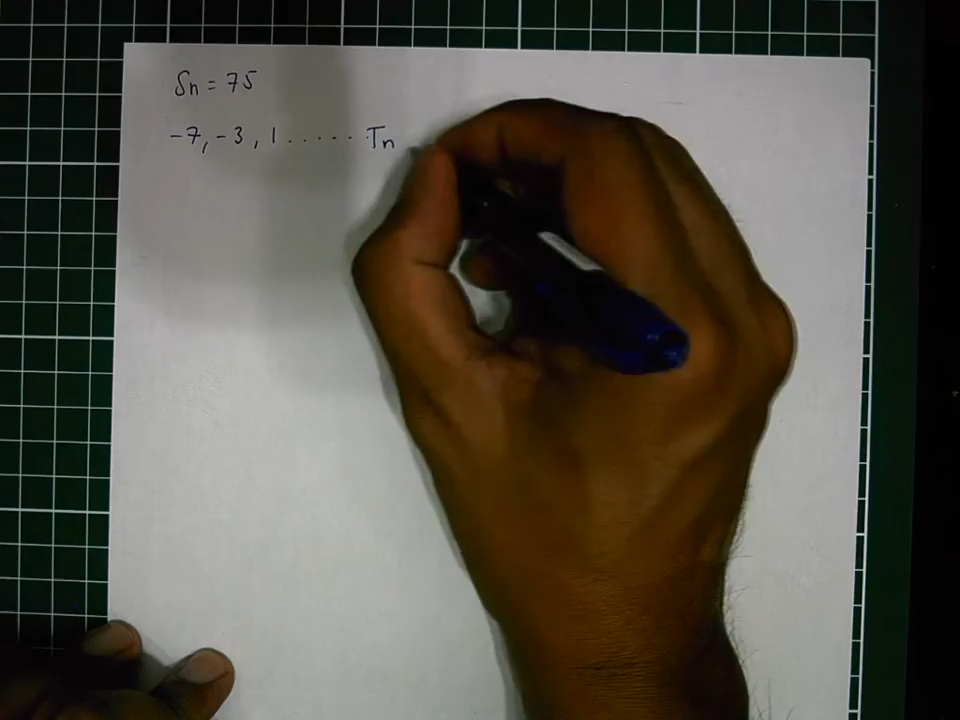 Sn = 75
-7, -3, 1 ...... Tn